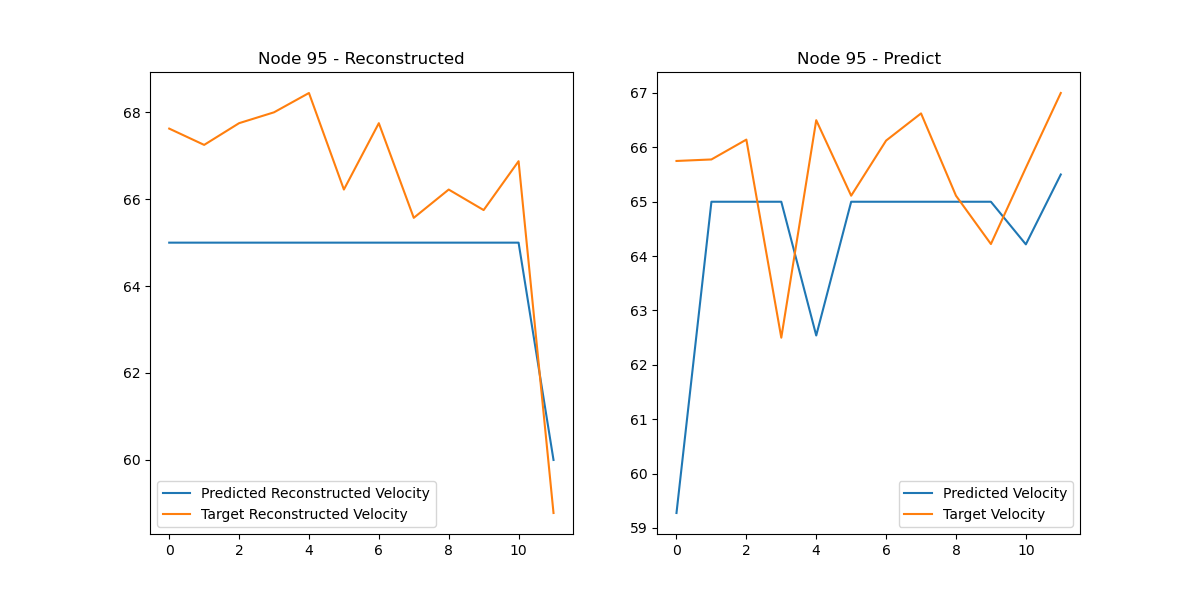 Node 95 - Reconstructed
68
66
64
62
60
0 2 4 6 8 10
Predicted Reconstructed Velocity
Target Reconstructed Velocity
Node 95 - Predict
67
66
65
64
63
62
61
60
59
0 2 4 6 8 10
Predicted Velocity
Target Velocity